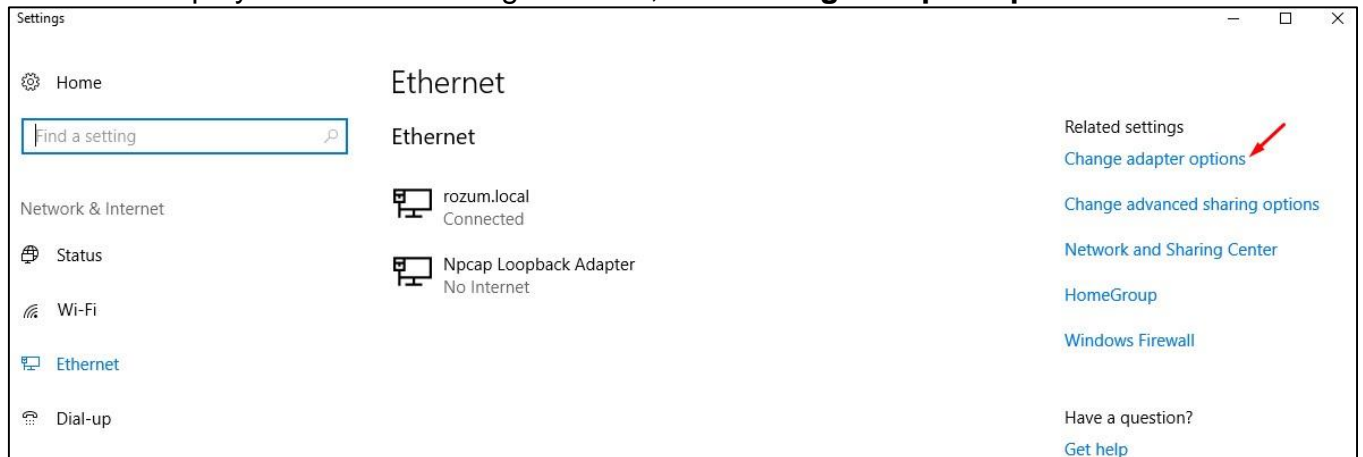 Settings
Home
Find a setting
Network & Internet
Status
Wi-Fi
Ethernet
Dial-up
Ethernet
Ethernet
rozum.local
Connected
Npcap Loopback Adapter
No Internet
Related settings
Change adapter options
Change advanced sharing options
Network and Sharing Center
HomeGroup
Windows Firewall
Have a question?
Get help